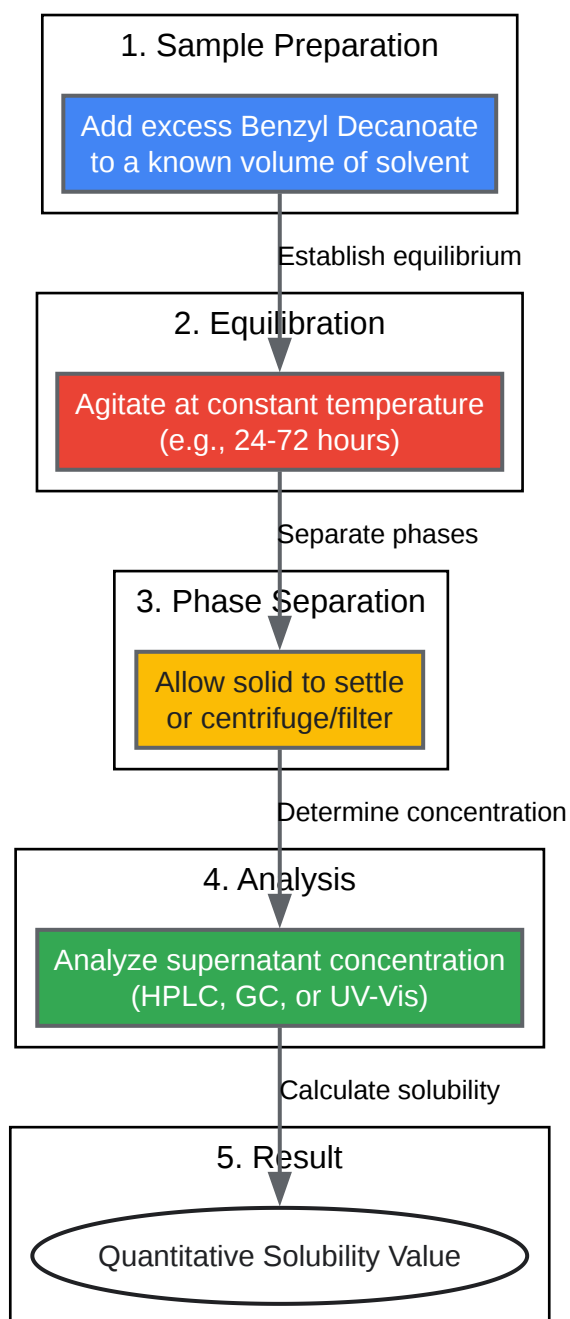 1. Sample Preparation
Add excess Benzyl Decanoate
to a known volume of solvent
Establish equilibrium
2. Equilibration
Agitate at constant temperature
(e.g., 24-72 hours)
Separate phases
3. Phase Separation
Allow solid to settle
or centrifuge/filter
Determine concentration
4. Analysis
Analyze supernatant concentration
(HPLC, GC, or UV-Vis)
Calculate solubility
5. Result
Quantitative Solubility Value